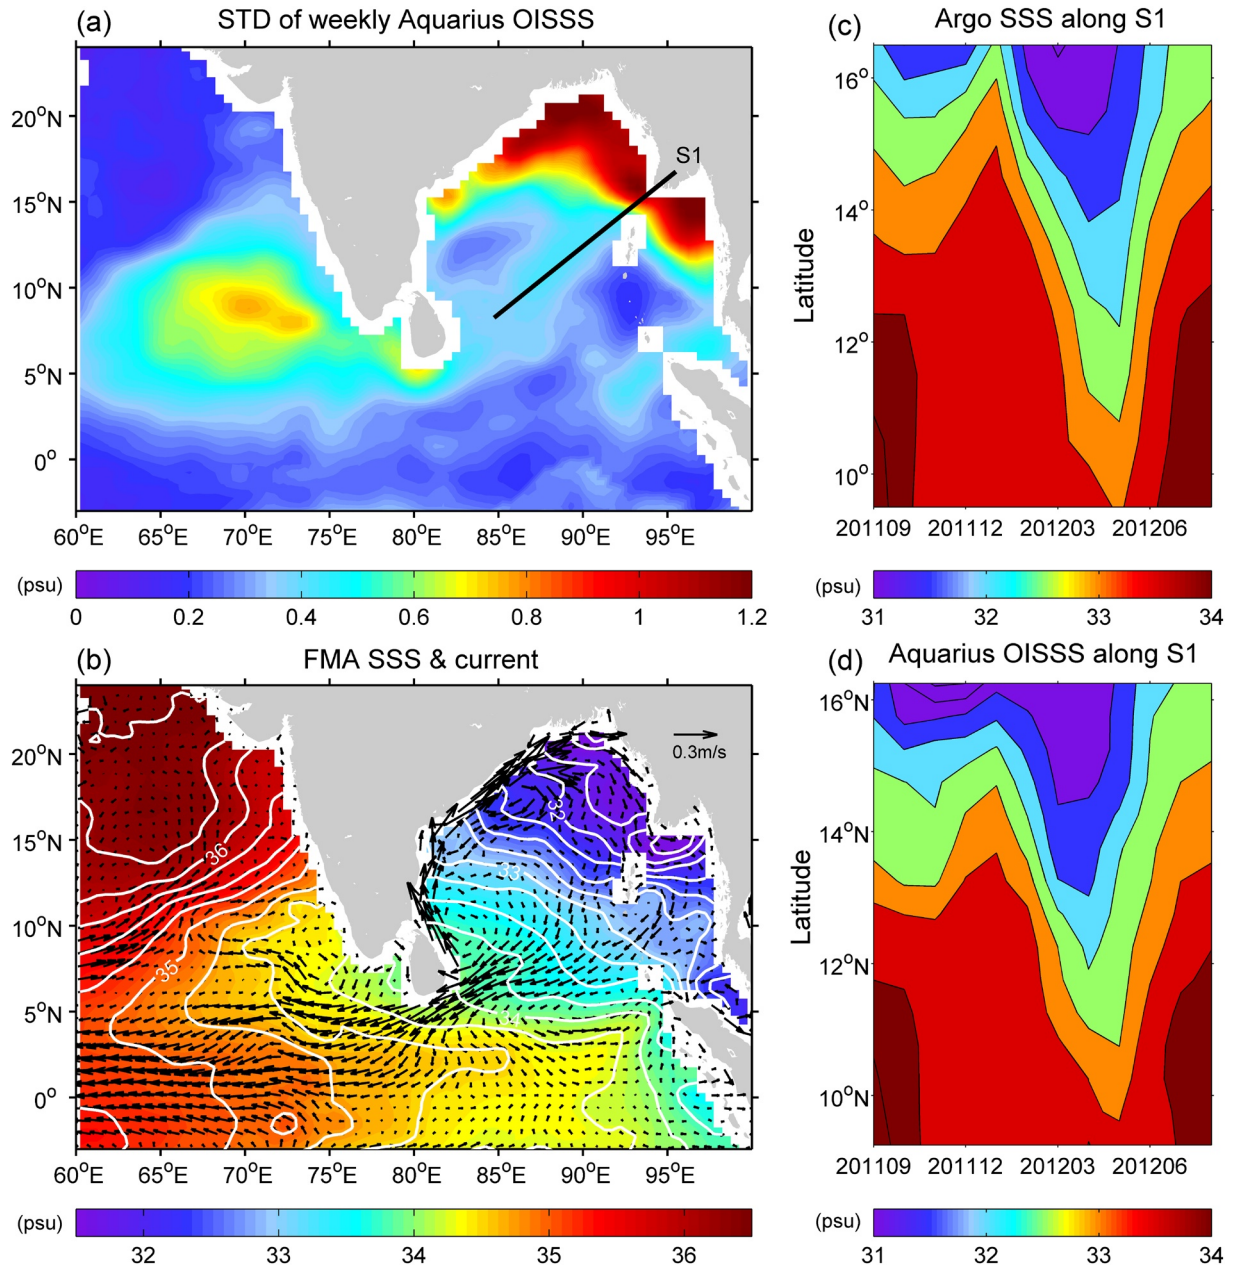 (a) STD of weekly Aquarius OISSS
S1
20°N
15°N
10°N
5°N
0°
60°E 65°E 70°E 75°E 80°E 85°E 90°E 95°E
(psu)
0 0.2 0.4 0.6 0.8 1 1.2
(c) Argo SSS along S1
Latitude
16°
14°
12°
10°
201109 201112 201203 201206
(psu)
31 32 33 34
(b) FMA SSS & current
0.3m/s
20°N
15°N
10°N
5°N
0°
36
35
33
32
60°E 65°E 70°E 75°E 80°E 85°E 90°E 95°E
(psu)
32 33 34 35 36
(d) Aquarius OISSS along S1
Latitude
16°N
14°N
12°N
10°N
201109 201112 201203 201206
(psu)
31 32 33 34